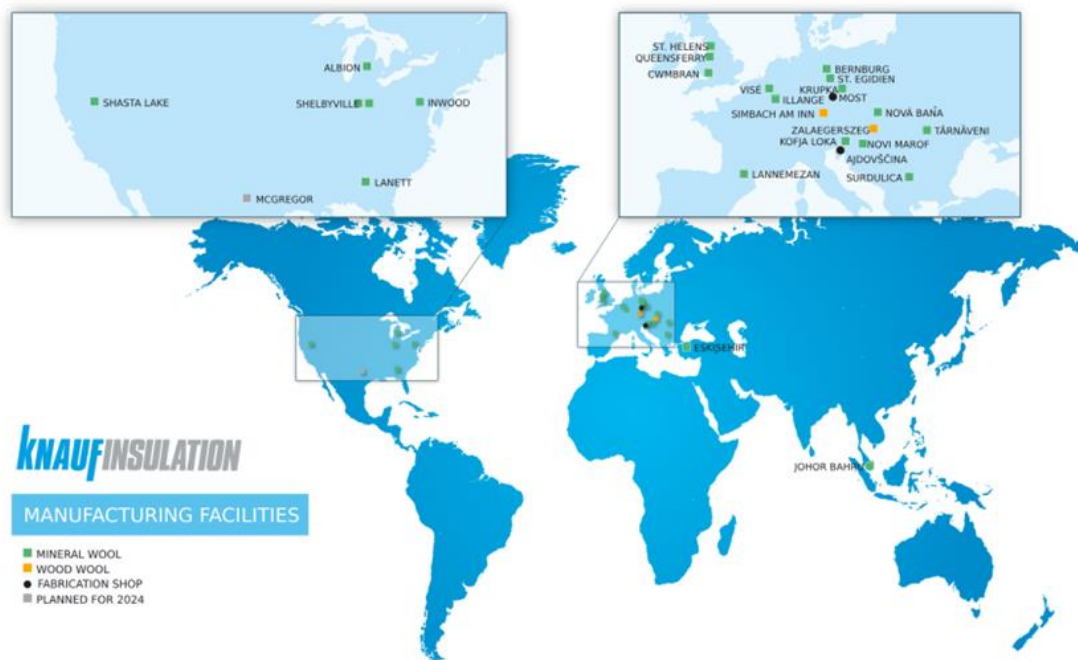 ALBION
SHASTA LAKE
SHELBYVILLE
INWOOD
LANETT
MCGREGOR
ST. HELENS
QUEENSFERRY
CWMBRAN
BERNBURG
ST. EGIDIEN
VISÉ
KRUPKA
ILLANGE
MOST
SIMBACH AM INN
NOVÁ BAŇA
ZALAEGERSZEG
TÂRNĂVENI
KOFJA LOKA
NOVI MAROF
AJDOVŠČINA
LANNEMEZAN
SURDULICA
ESKIŞEHIR
JOHOR BAHRU
KNAUFINSULATION
MANUFACTURING FACILITIES
MINERAL WOOL
WOOD WOOL
FABRICATION SHOP
PLANNED FOR 2024